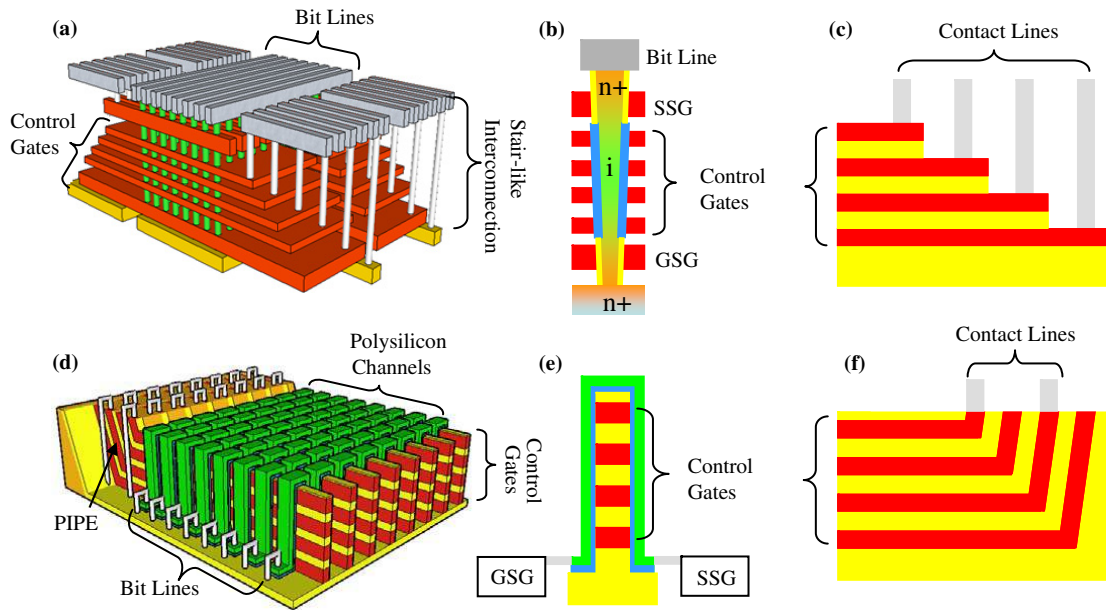 (a)
Bit Lines
Control
Gates
Stair-like
Interconnection
(b)
Bit Line
n+
SSG
i
Control
Gates
GSG
n+
(c)
Contact Lines
(d)
Polysilicon
Channels
Control
Gates
PIPE
Bit Lines
(e)
Control
Gates
GSG
SSG
(f)
Contact Lines